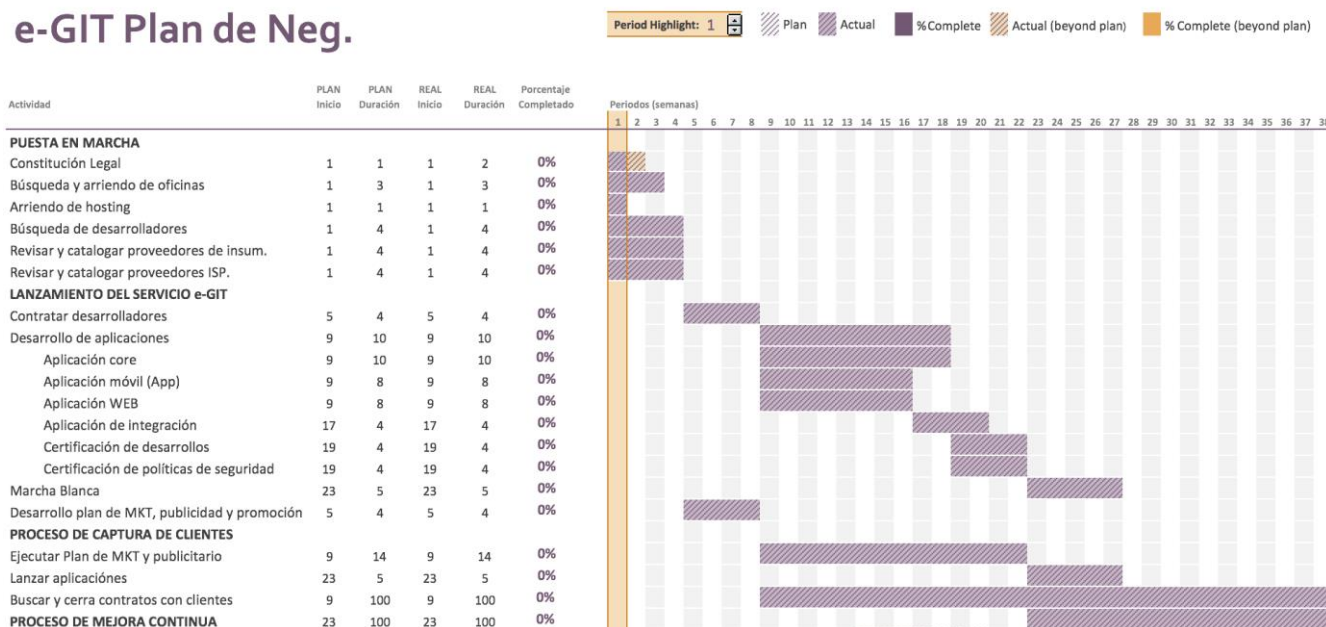 e-GIT Plan de Neg.
Period Highlight: 1 Plan Actual % Complete Actual (beyond plan) % Complete (beyond plan)
Actividad PLAN Inicio PLAN Duración REAL Inicio REAL Duración Porcentaje Completado Periodos (semanas)
1 2 3 4 5 6 7 8 9 10 11 12 13 14 15 16 17 18 19 20 21 22 23 24 25 26 27 28 29 30 31 32 33 34 35 36 37 38
PUESTA EN MARCHA
Constitución Legal 1 1 1 2 0%
Búsqueda y arriendo de oficinas 1 3 1 3 0%
Arriendo de hosting 1 1 1 1 0%
Búsqueda de desarrolladores 1 4 1 4 0%
Revisar y catalogar proveedores de insum. 1 4 1 4 0%
Revisar y catalogar proveedores ISP. 1 4 1 4 0%
LANZAMIENTO DEL SERVICIO e-GIT
Contratar desarrolladores 5 4 5 4 0%
Desarrollo de aplicaciones 9 10 9 10 0%
Aplicación core 9 10 9 10 0%
Aplicación móvil (App) 9 8 9 8 0%
Aplicación WEB 9 8 9 8 0%
Aplicación de integración 17 4 17 4 0%
Certificación de desarrollos 19 4 19 4 0%
Certificación de políticas de seguridad 19 4 19 4 0%
Marcha Blanca 23 5 23 5 0%
Desarrollo plan de MKT, publicidad y promoción 5 4 5 4 0%
PROCESO DE CAPTURA DE CLIENTES
Ejecutar Plan de MKT y publicitario 9 14 9 14 0%
Lanzar aplicaciónes 23 5 23 5 0%
Buscar y cerra contratos con clientes 9 100 9 100 0%
PROCESO DE MEJORA CONTINUA 23 100 23 100 0%